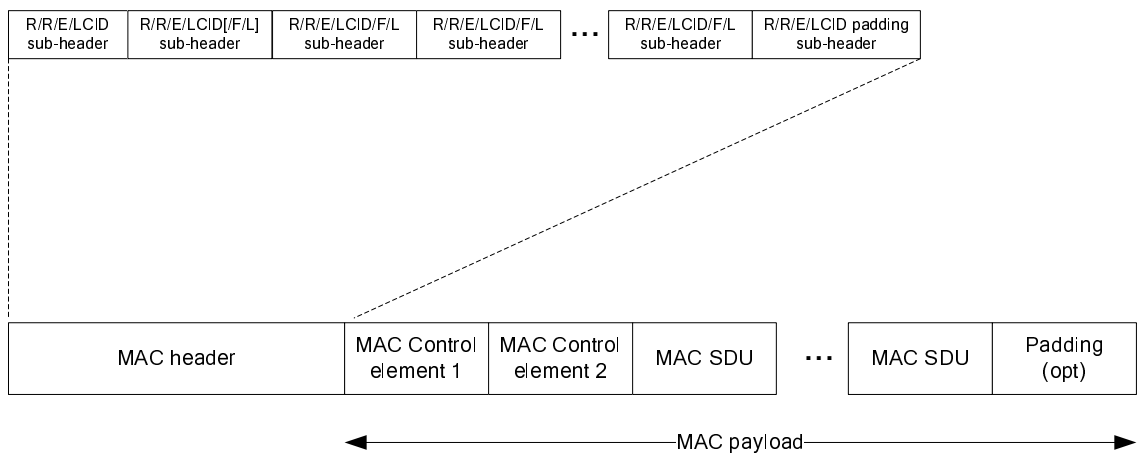 R/R/E/LCID
sub-header
R/R/E/LCID[/F/L]
sub-header
R/R/E/LCID/F/L
sub-header
R/R/E/LCID/F/L
sub-header
...
R/R/E/LCID/F/L
sub-header
R/R/E/LCID padding
sub-header
MAC header
MAC Control
element 1
MAC Control
element 2
MAC SDU
...
MAC SDU
Padding
(opt)
MAC payload